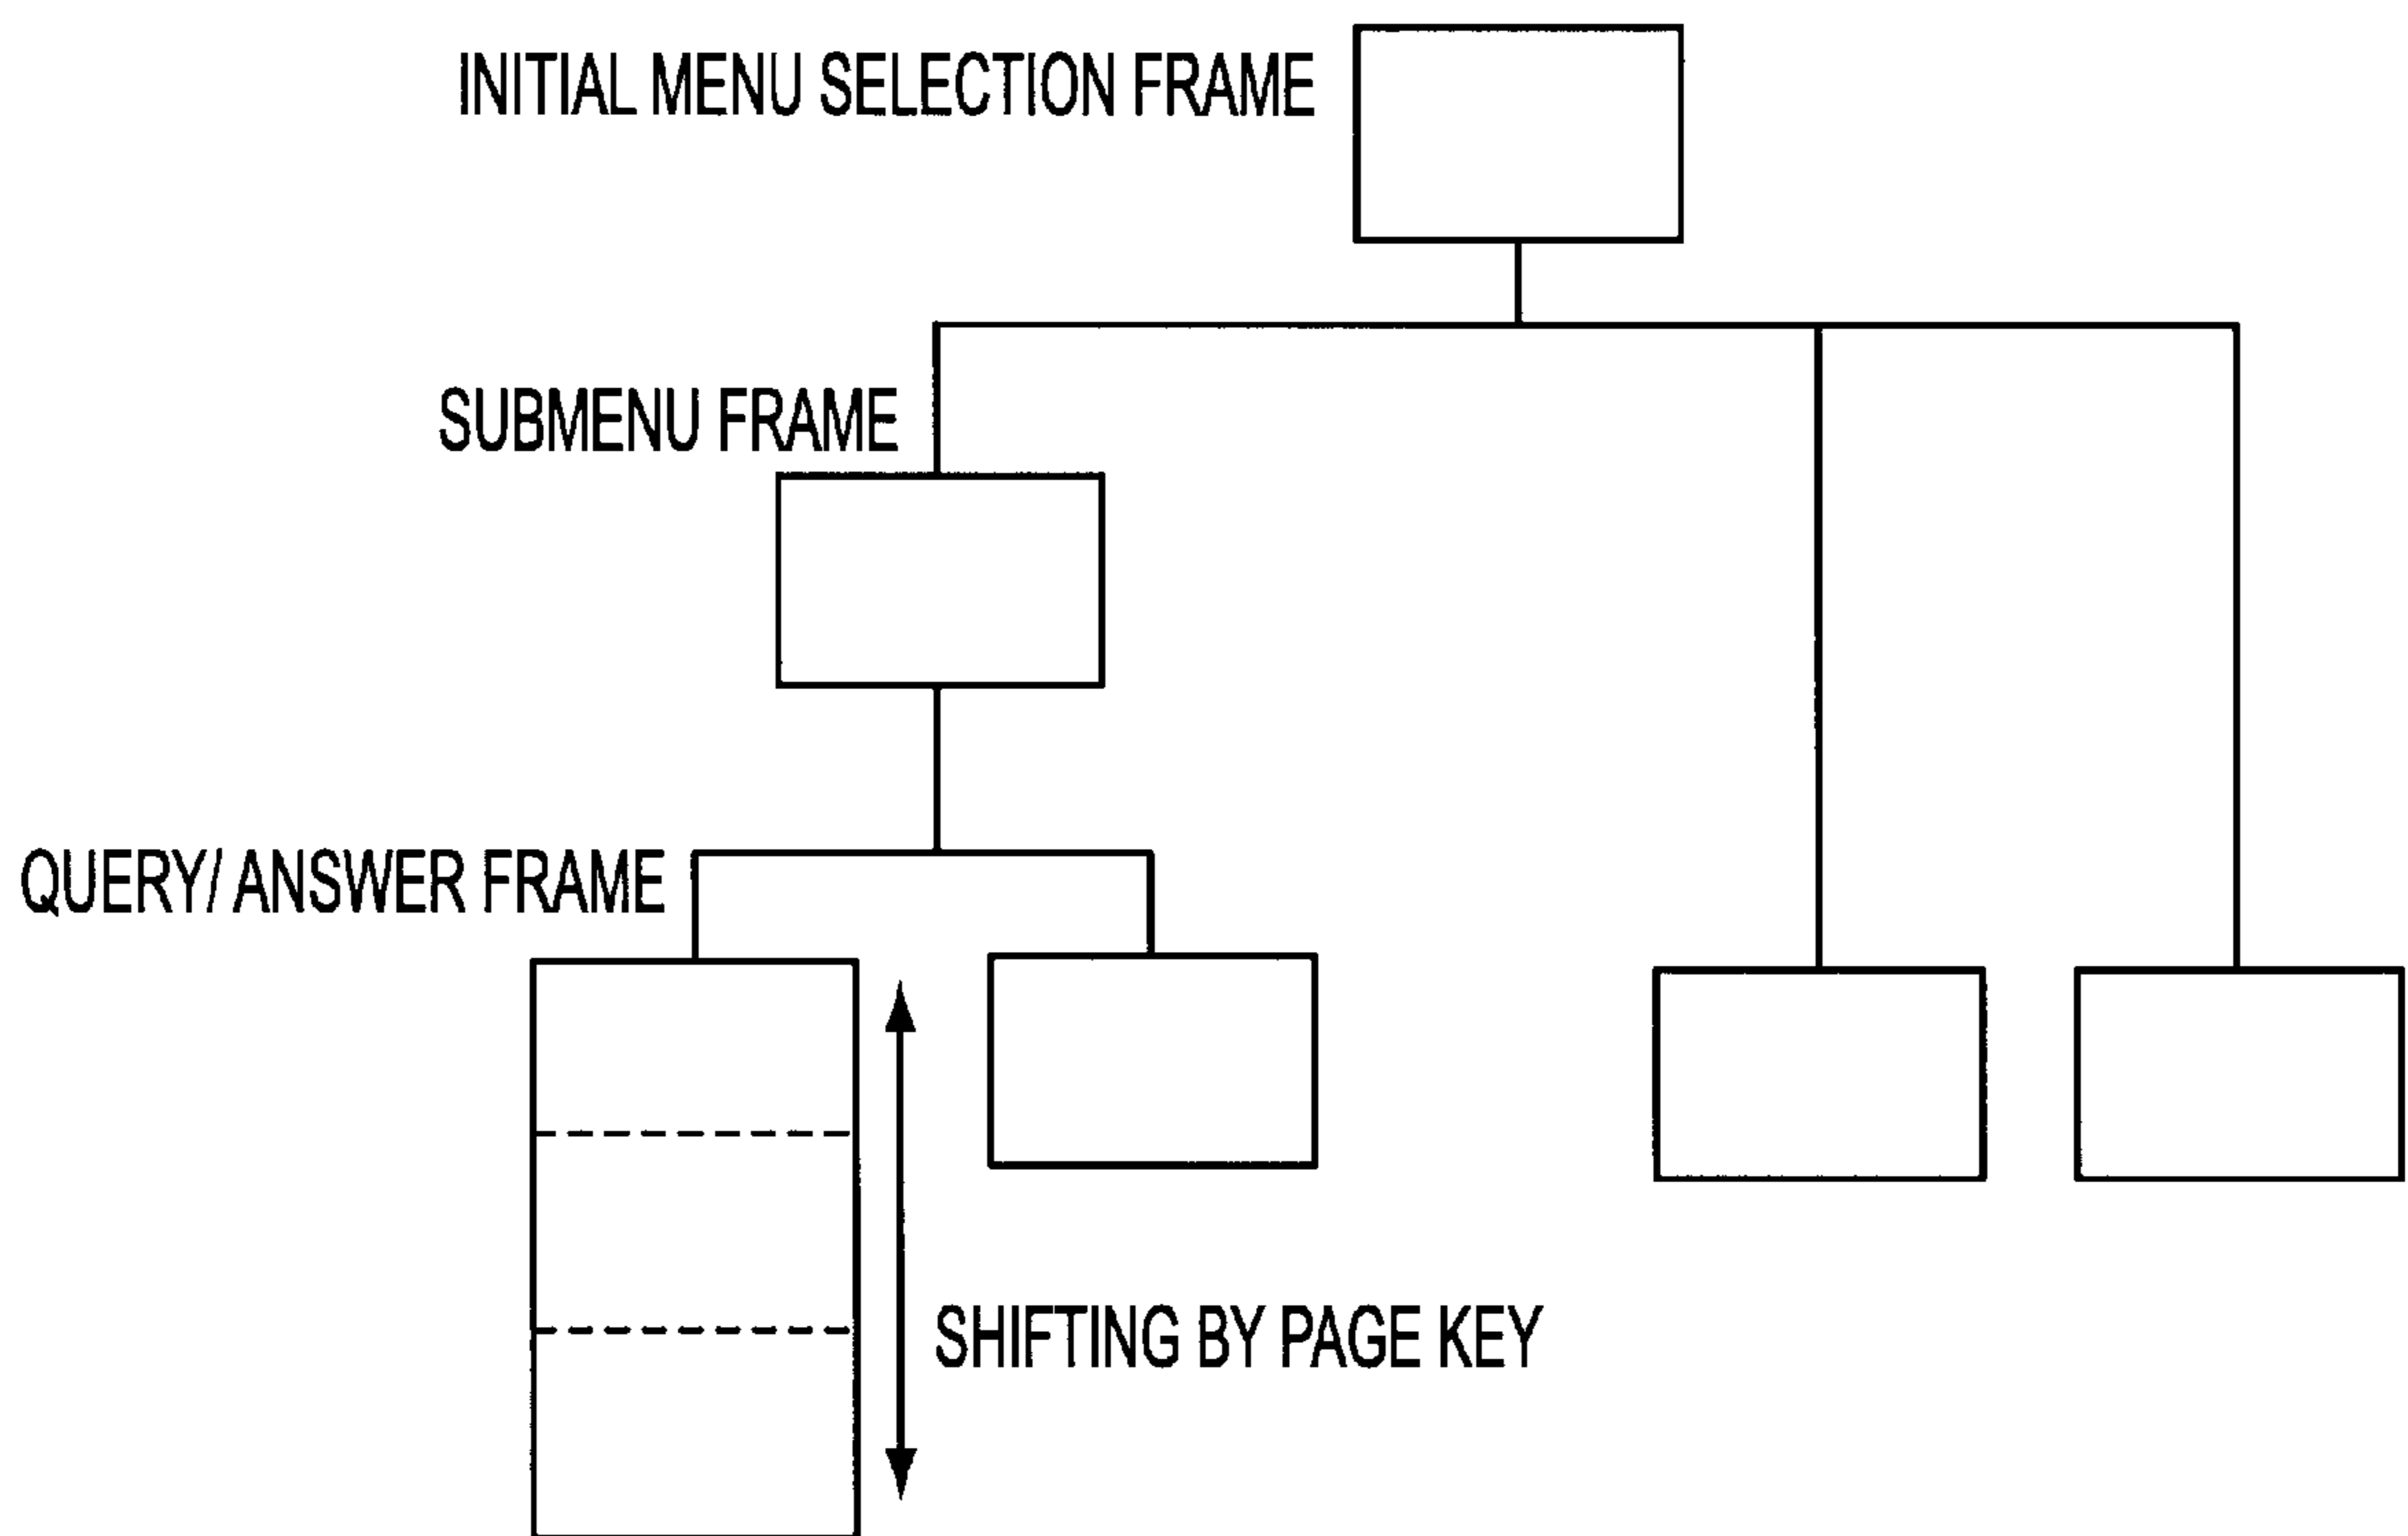 INITIAL MENU SELECTION FRAME
SUBMENU FRAME
QUERY/ ANSWER FRAME
SHIFTING BY PAGE KEY